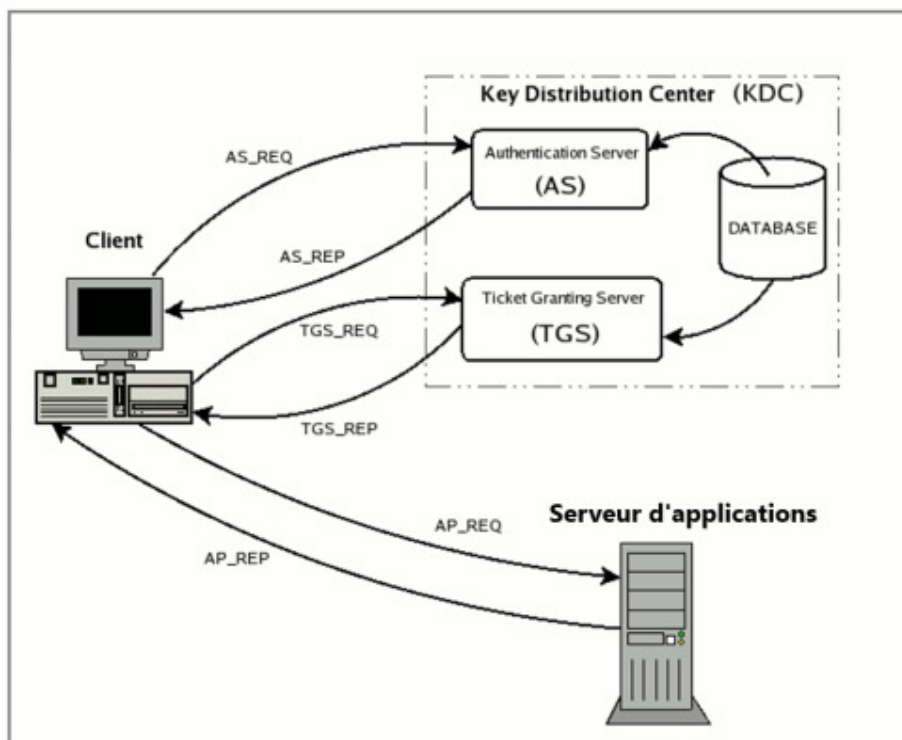 Key Distribution Center (KDC)
AS_REQ
Authentication Server
(AS)
DATABASE
Client
AS_REP
Ticket Granting Server
(TGS)
TGS_REQ
TGS_REP
AP_REQ
AP_REP
Serveur d'applications